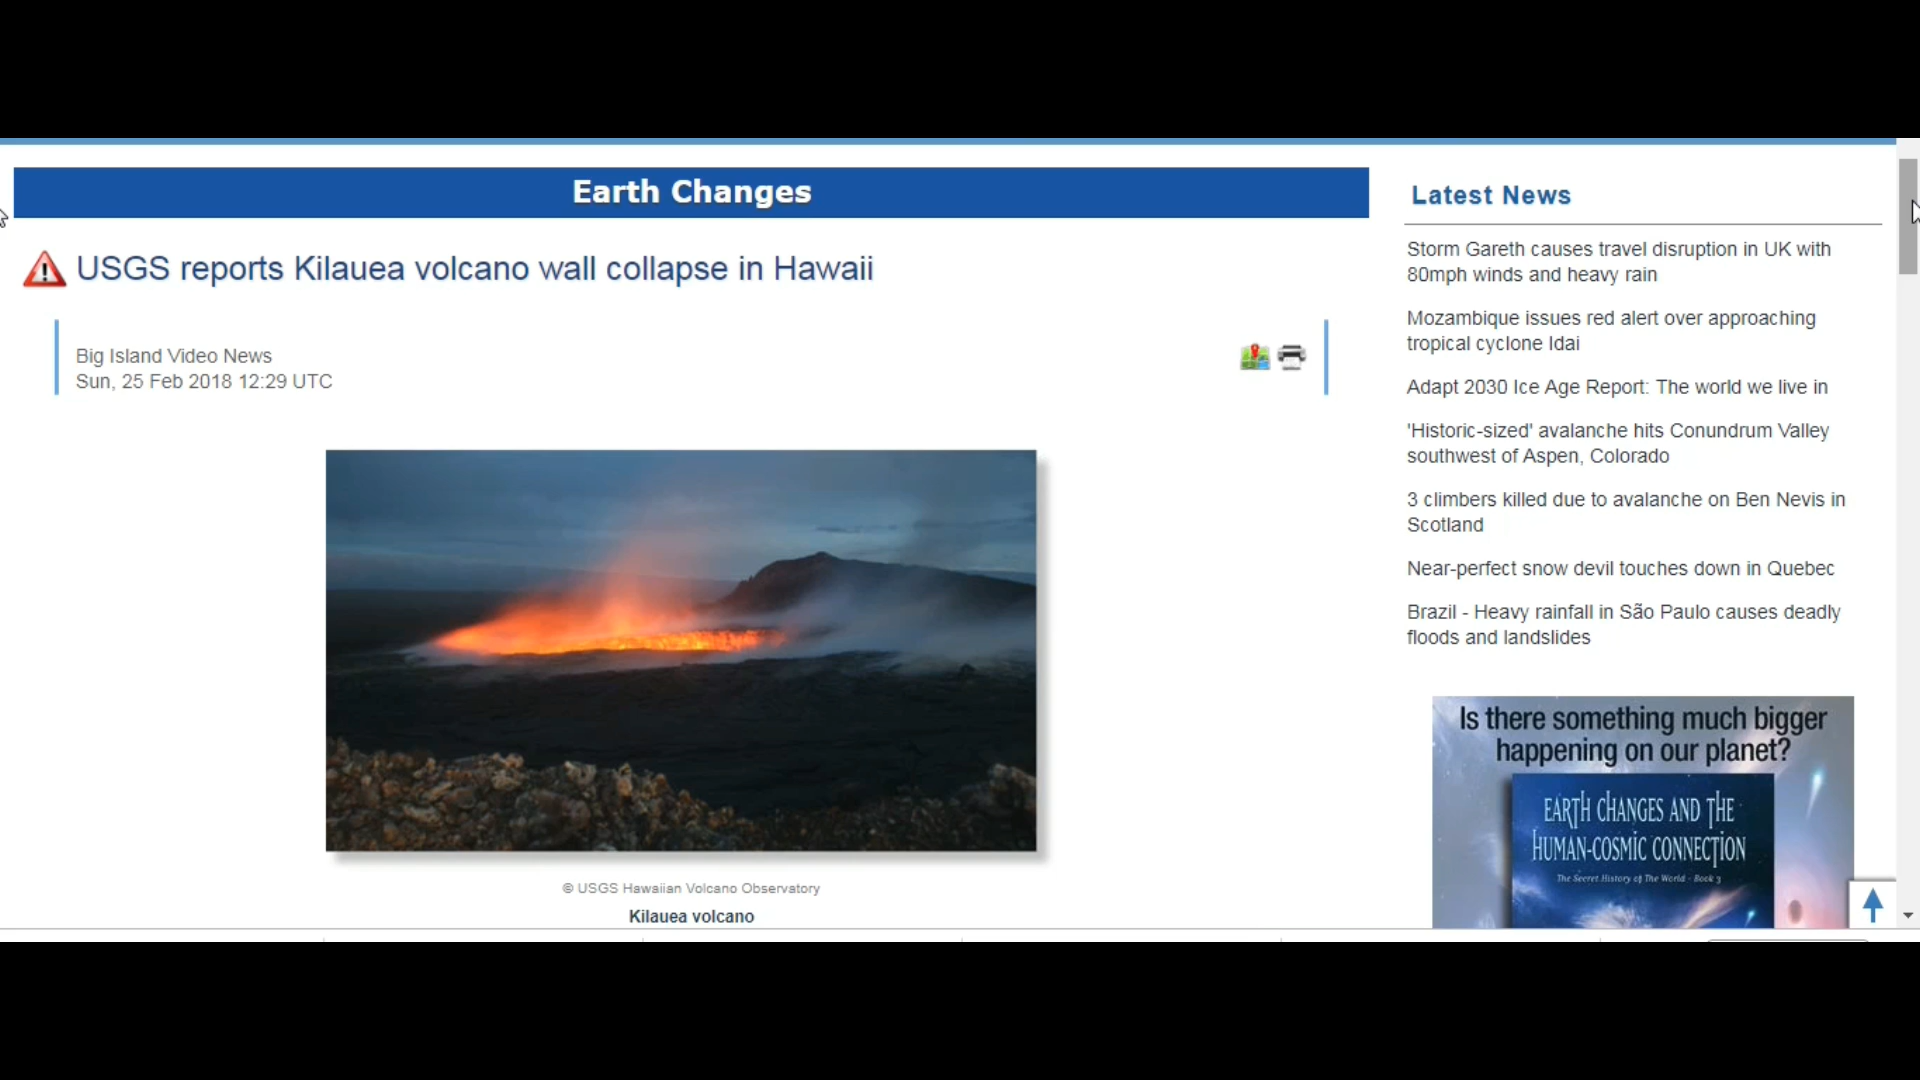 Earth Changes
USGS reports Kilauea volcano wall collapse in Hawaii
Big Island Video News
Sun, 25 Feb 2018 12:29 UTC
© USGS Hawaiian Volcano Observatory
Kilauea volcano
Latest News
Storm Gareth causes travel disruption in UK with
80mph winds and heavy rain
Mozambique issues red alert over approaching
tropical cyclone Idai
Adapt 2030 Ice Age Report: The world we live in
'Historic-sized' avalanche hits Conundrum Valley
southwest of Aspen, Colorado
3 climbers killed due to avalanche on Ben Nevis in
Scotland
Near-perfect snow devil touches down in Quebec
Brazil - Heavy rainfall in São Paulo causes deadly
floods and landslides
Is there something much bigger
happening on our planet?
EARTH CHANGES AND THE
HUMAN-COSMIC CONNECTION
The Secret History of The World - Book 3